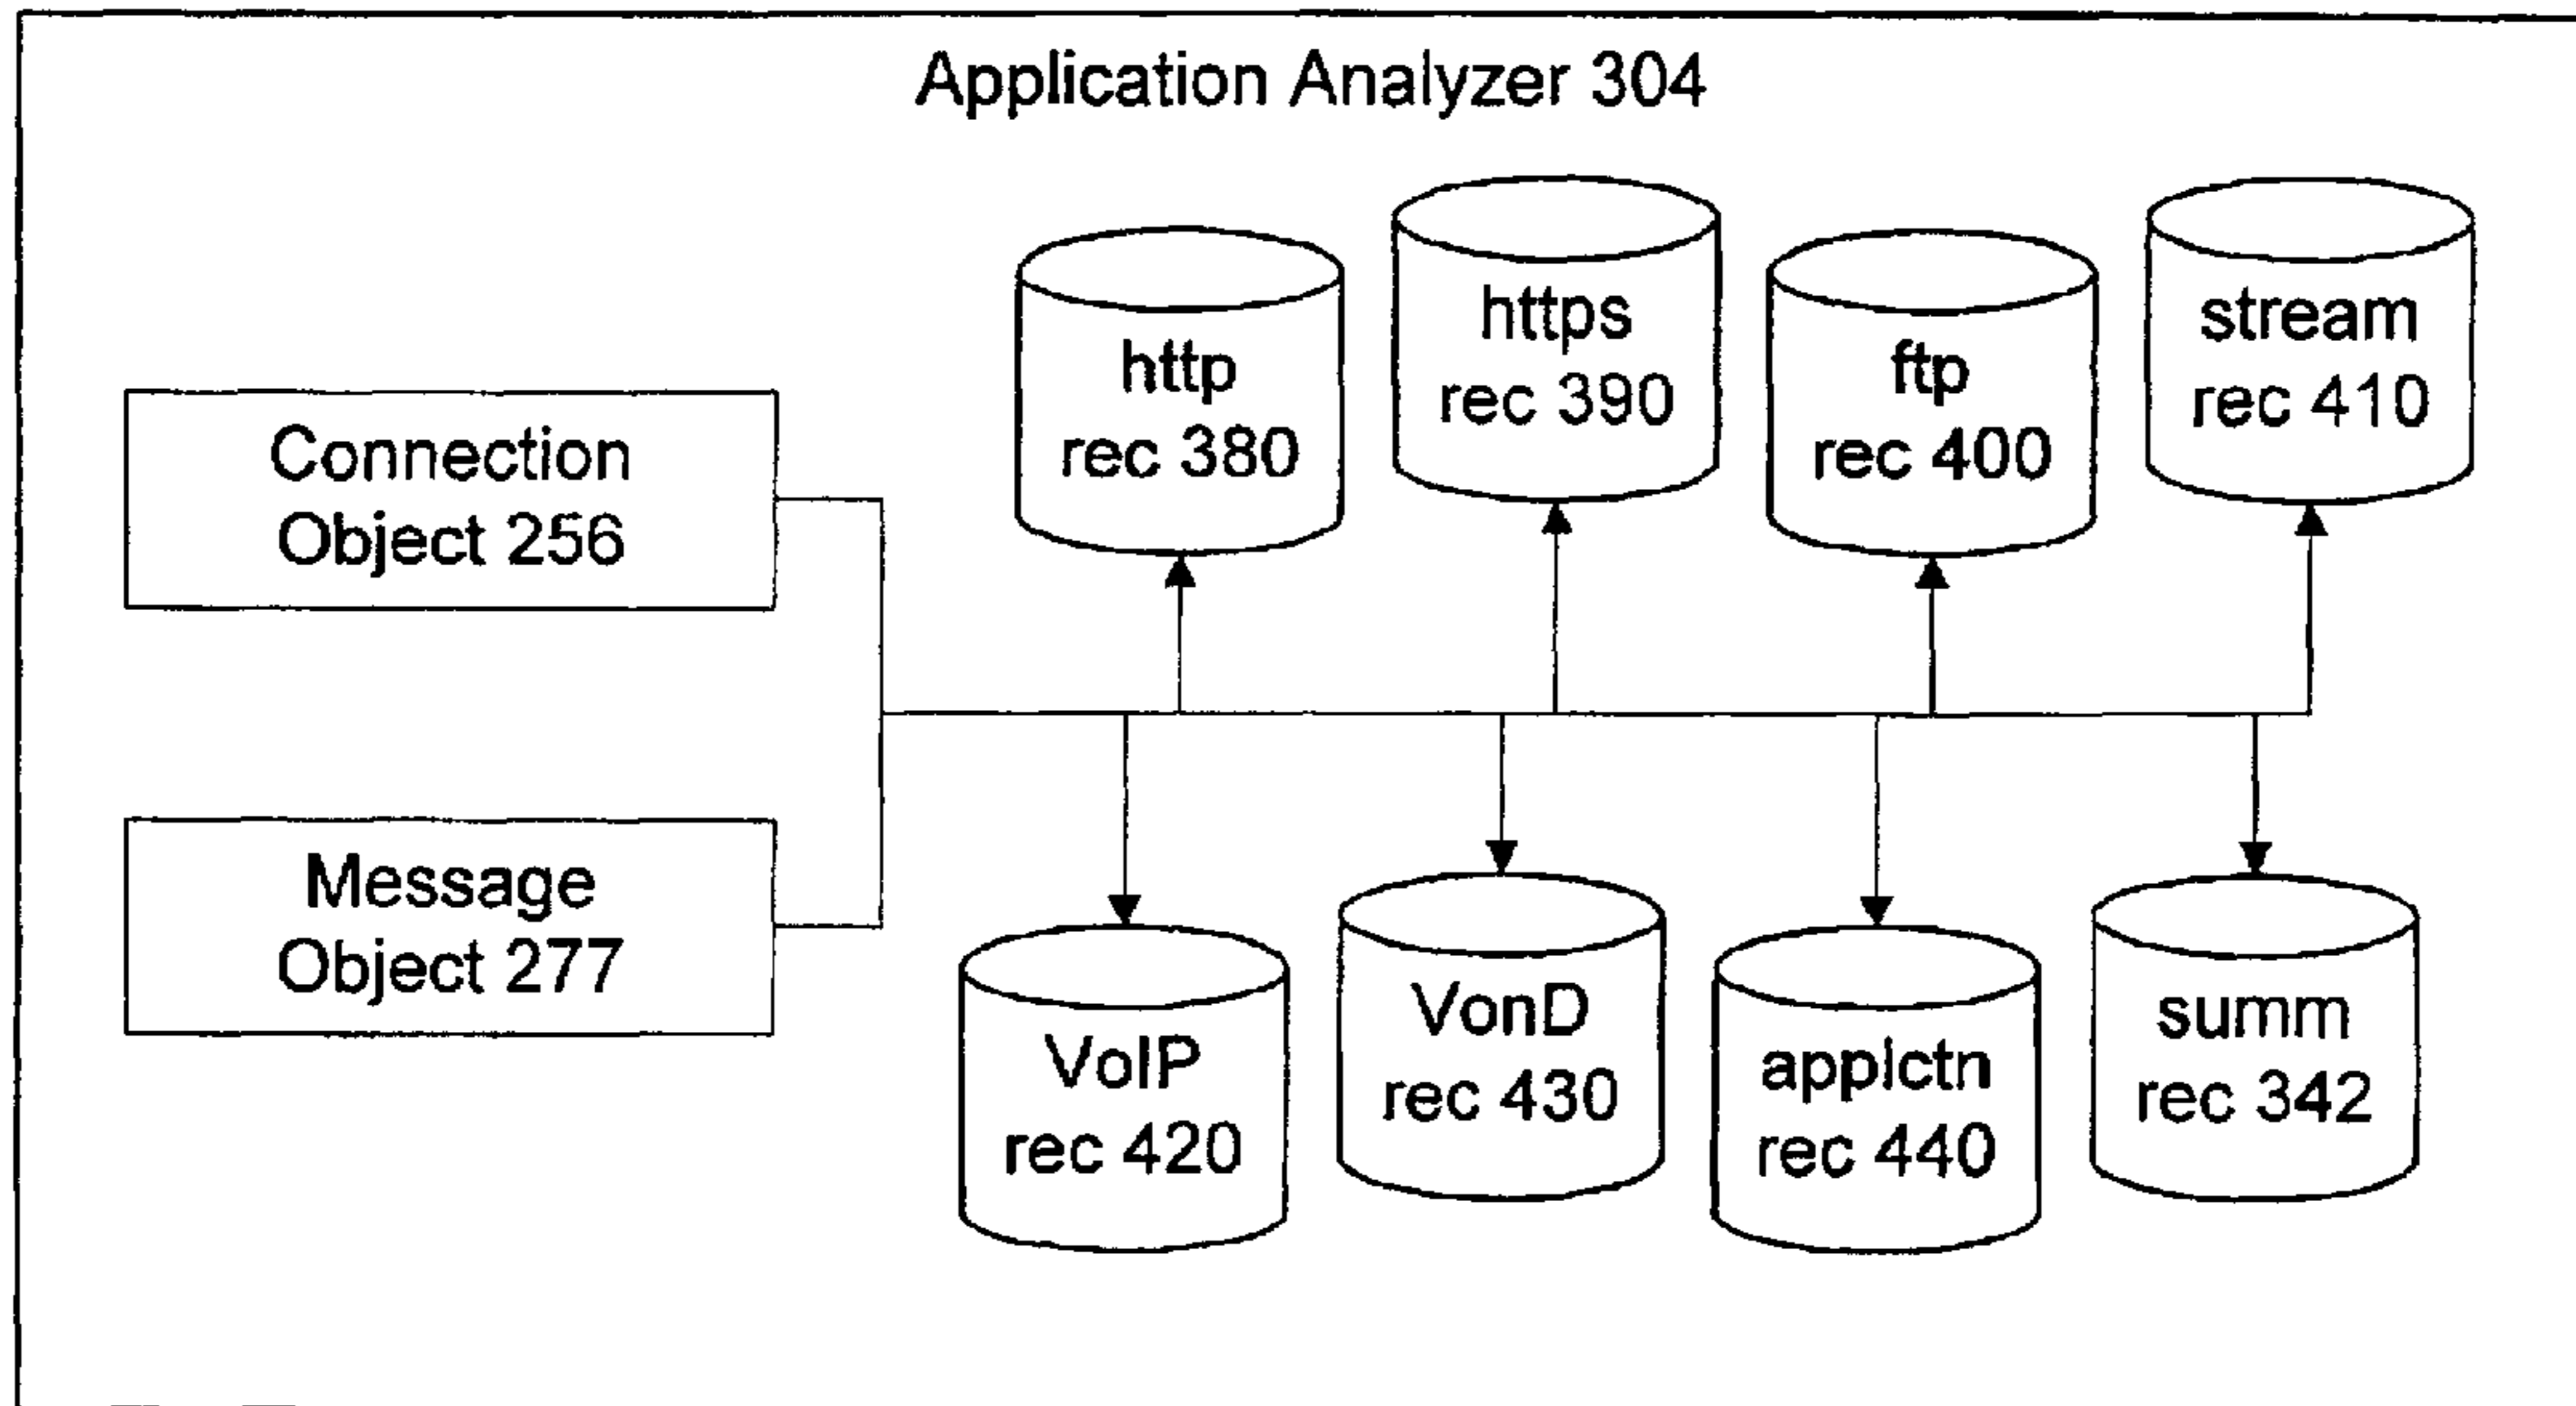 Application Analyzer 304
http
rec 380
https
rec 390
ftp
rec 400
stream
rec 410
Connection
Object 256
Message
Object 277
VoIP
rec 420
VonD
rec 430
applctn
rec 440
summ
rec 342